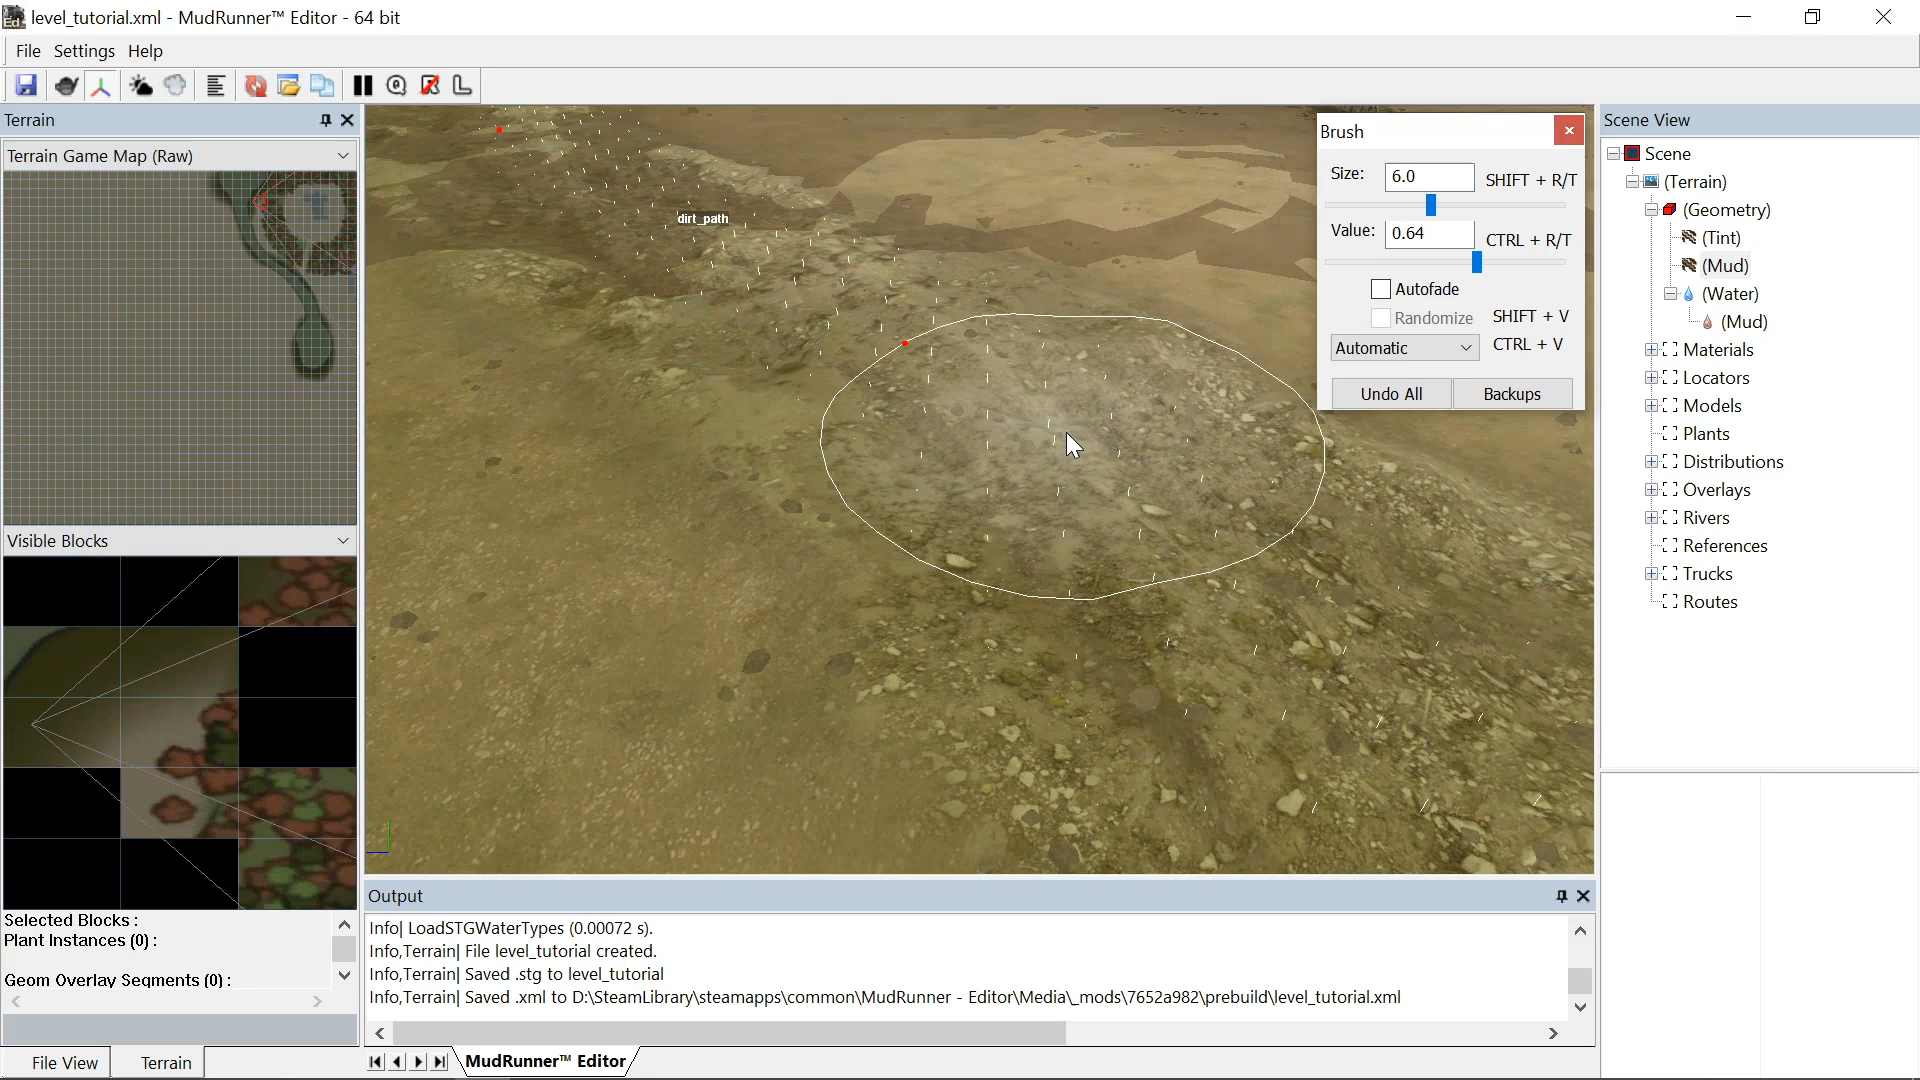 level_tutorial.xml - MudRunner™ Editor - 64 bit
File Settings Help
Terrain
Terrain Game Map (Raw)
Visible Blocks
Selected Blocks :
Plant Instances (0) :
Geom Overlay Segments (0) :
File View
Terrain
dirt_path
Brush
Size: 6.0 SHIFT + R/T
Value: 0.64 CTRL + R/T
Autofade
Randomize SHIFT + V
Automatic CTRL + V
Undo All
Backups
Output
Info| LoadSTGWaterTypes (0.00072 s).
Info,Terrain| File level_tutorial created.
Info,Terrain| Saved .stg to level_tutorial
Info,Terrain| Saved .xml to D:\SteamLibrary\steamapps\common\MudRunner - Editor\Media\_mods\7652a982\prebuild\level_tutorial.xml
MudRunner™ Editor
Scene View
Scene
(Terrain)
(Geometry)
(Tint)
(Mud)
(Water)
(Mud)
Materials
Locators
Models
Plants
Distributions
Overlays
Rivers
References
Trucks
Routes